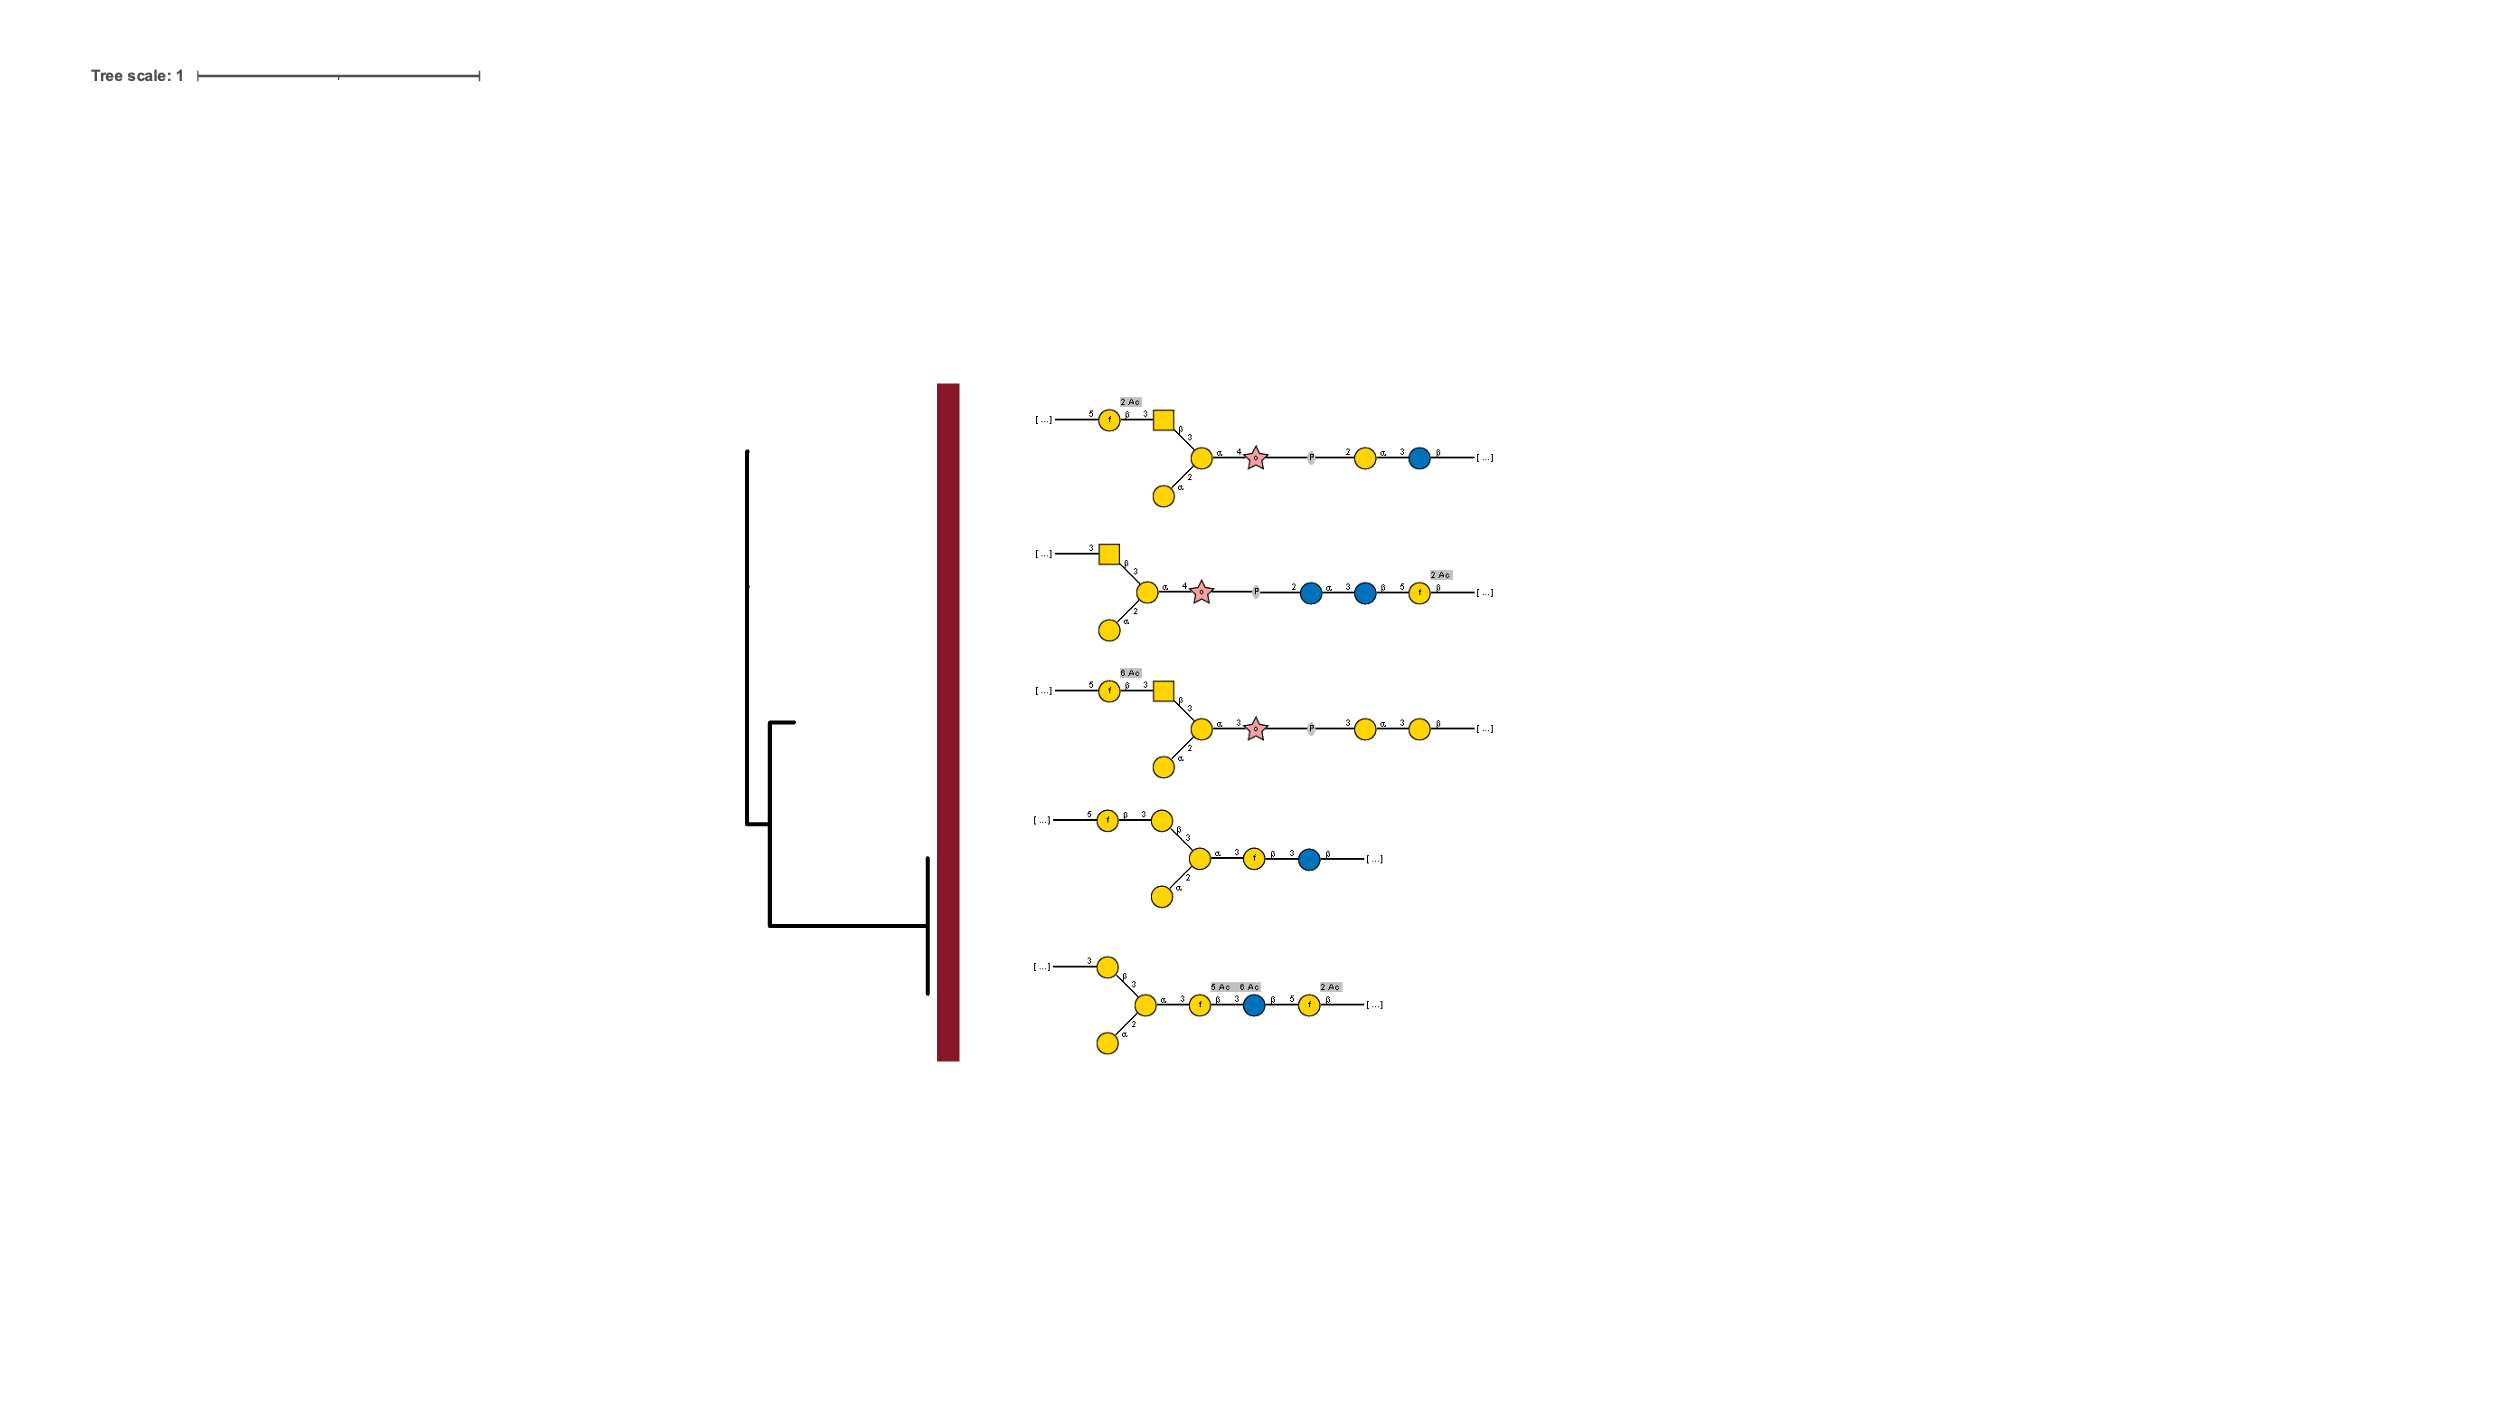 Tree scale: 1
2 Ac
[ ...] 5 f β 3
β 3
α 4 o P 2 α 3 β [ ...]
2 α
[ ...] 3
β 3
2 Ac
α 4 o P 2 α 3 β 5 f β [ ...]
2 α
6 Ac
[ ...] 5 f β 3
β 3
α 3 o P 3 α 3 β [ ...]
2 α
[ ...] 5 f β 3
β 3
α 3 f β 3 β [ ...]
2 α
[ ...] 3
β 3
5 Ac 6 Ac 2 Ac
α 3 f β 3 β 5 f β [ ...]
2 α